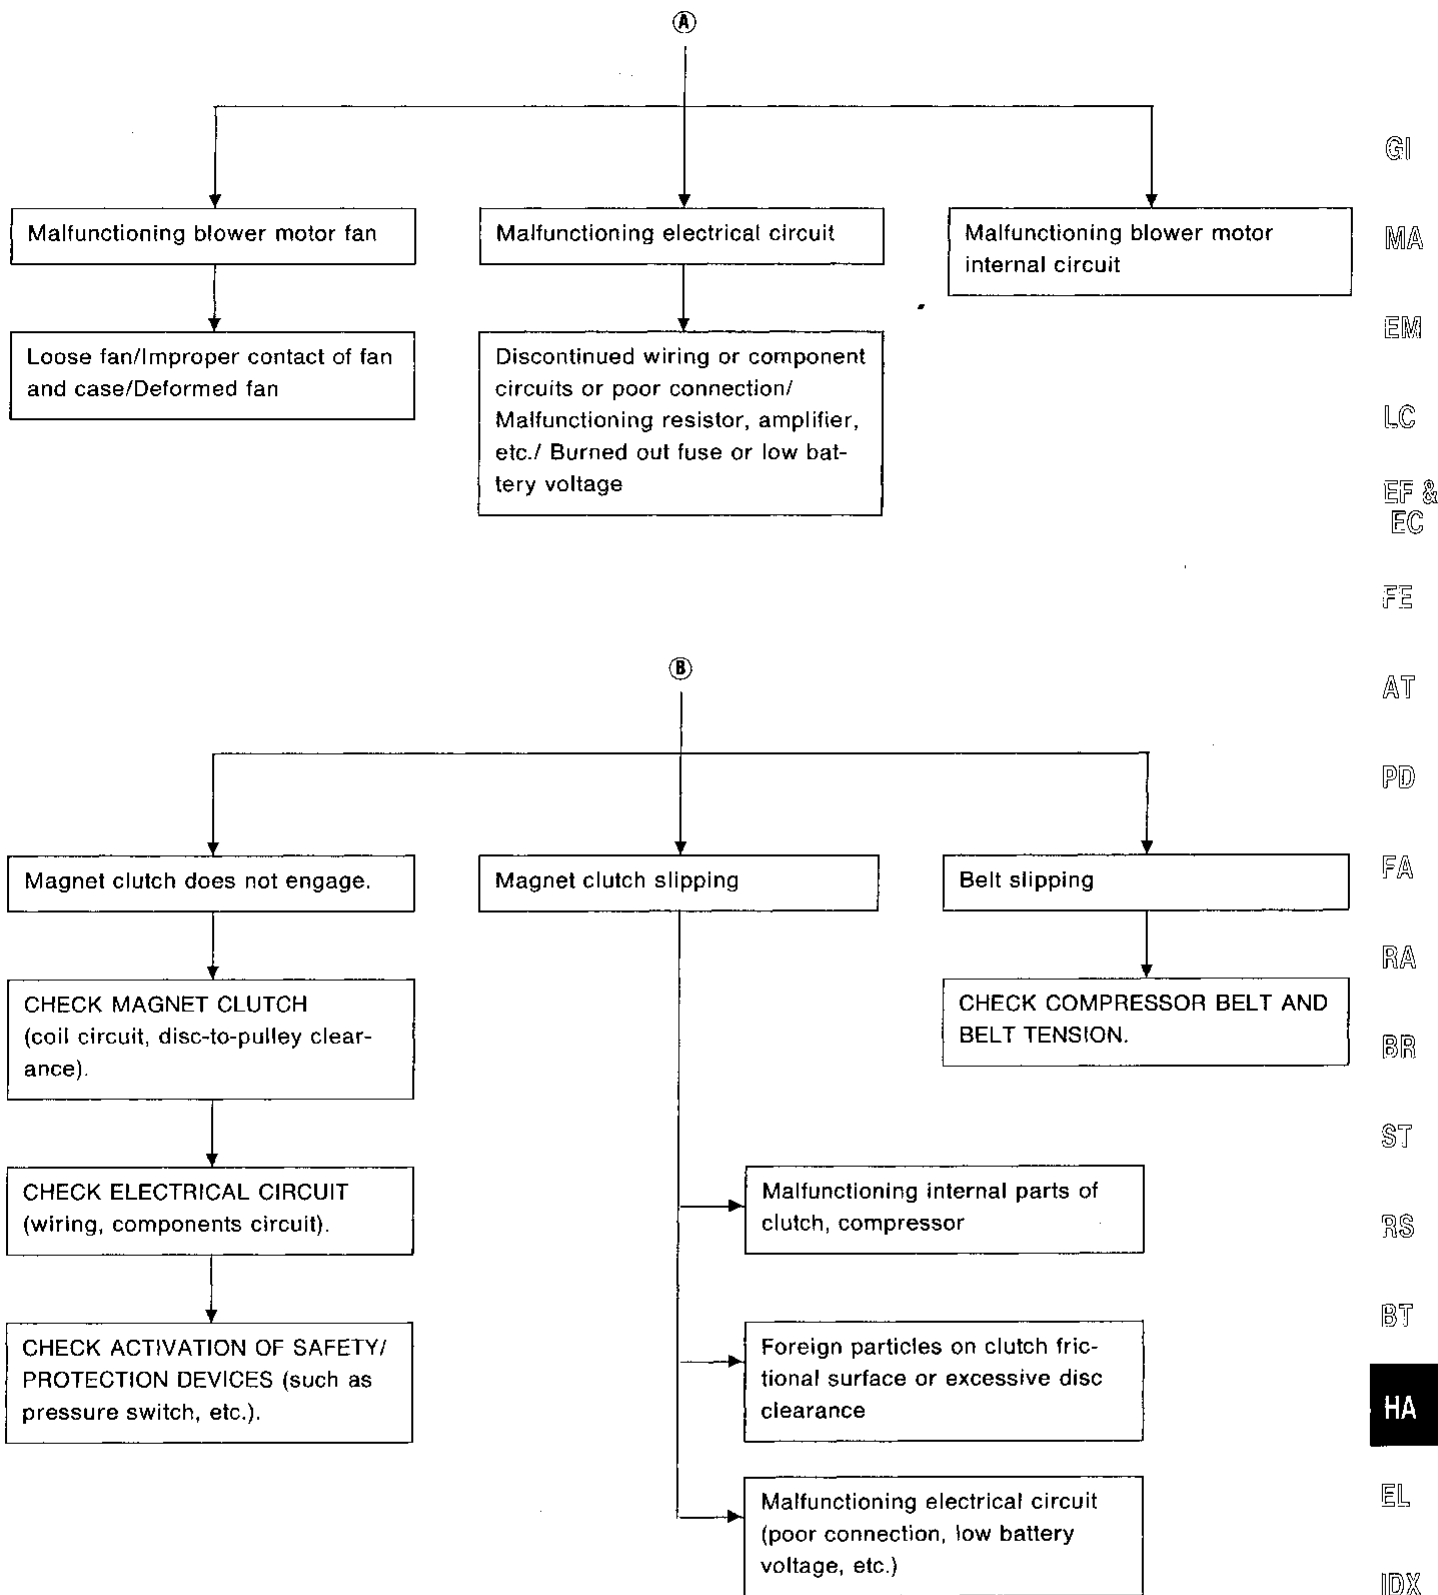 A
Malfunctioning blower motor fan
Loose fan/Improper contact of fan
and case/Deformed fan
Malfunctioning electrical circuit
Discontinued wiring or component
circuits or poor connection/
Malfunctioning resistor, amplifier,
etc./ Burned out fuse or low bat-
tery voltage
Malfunctioning blower motor
internal circuit
B
Magnet clutch does not engage.
CHECK MAGNET CLUTCH
(coil circuit, disc-to-pulley clear-
ance).
CHECK ELECTRICAL CIRCUIT
(wiring, components circuit).
CHECK ACTIVATION OF SAFETY/
PROTECTION DEVICES (such as
pressure switch, etc.).
Magnet clutch slipping
Malfunctioning internal parts of
clutch, compressor
Foreign particles on clutch fric-
tional surface or excessive disc
clearance
Malfunctioning electrical circuit
(poor connection, low battery
voltage, etc.)
Belt slipping
CHECK COMPRESSOR BELT AND
BELT TENSION.
GI
MA
EM
LC
EF &
EC
FE
AT
PD
FA
RA
BR
ST
RS
BT
HA
EL
IDX